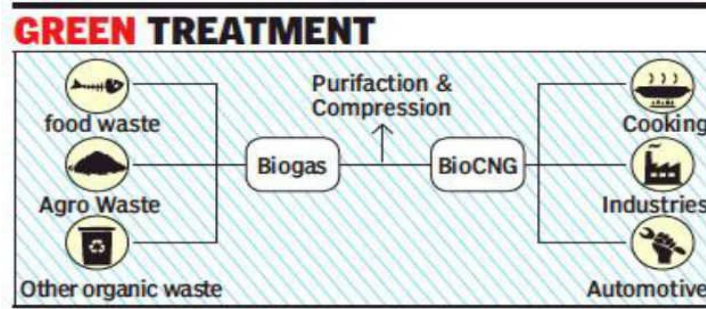 GREEN TREATMENT
food waste
Agro Waste
Other organic waste
Biogas
Purifaction &
Compression
BioCNG
Cooking
Industries
Automotive